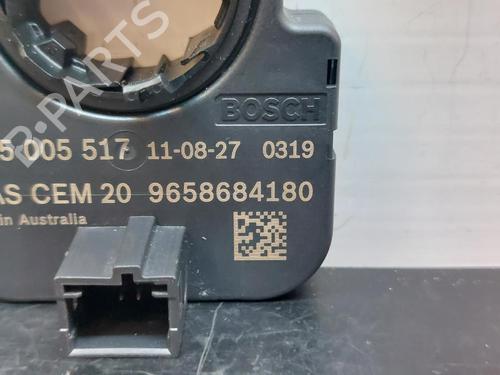 BOSCH
5 005 517 11-08-27 0319
AS CEM 20 9658684180
in Australia
B-PARTS